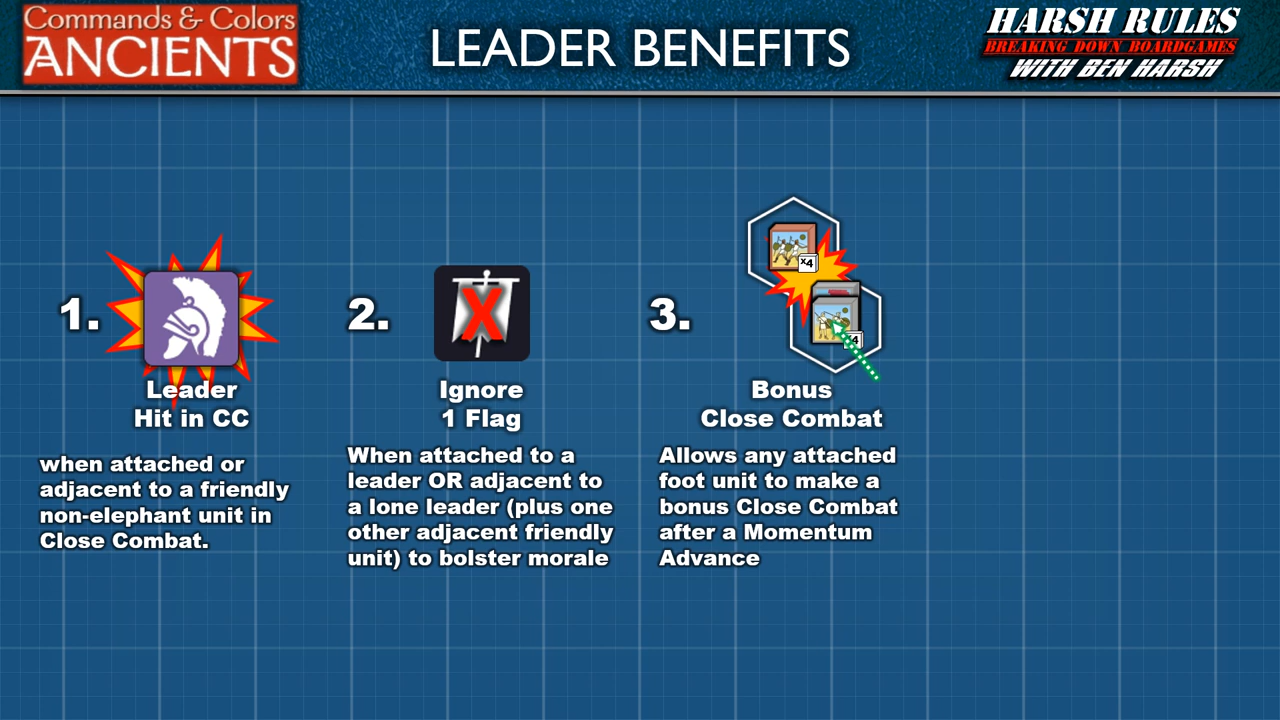 Commands & Colors
ANCIENTS
LEADER BENEFITS
HARSH RULES
BREAKING DOWN BOARDGAMES
WITH BEN HARSH
1.
Leader
Hit in CC
when attached or
adjacent to a friendly
non-elephant unit in
Close Combat.
2.
X
Ignore
1 Flag
When attached to a
leader OR adjacent to
a lone leader (plus one
other adjacent friendly
unit) to bolster morale
3.
x4
Bonus
Close Combat
Allows any attached
foot unit to make a
bonus Close Combat
after a Momentum
Advance